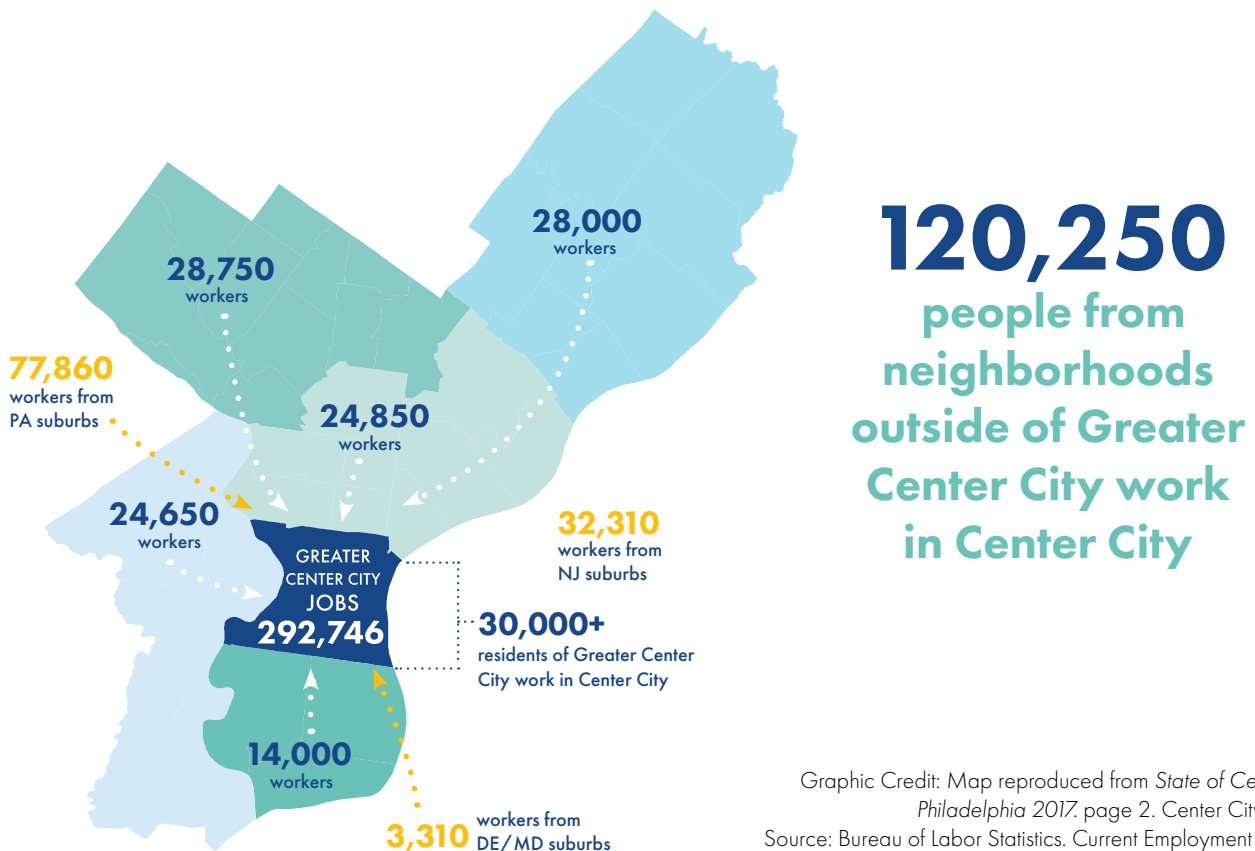 28,000
workers
28,750
workers
120,250
people from
neighborhoods
outside of Greater
Center City work
in Center City
77,860
workers from
PA suburbs
24,850
workers
24,650
workers
32,310
workers from
NJ suburbs
GREATER
CENTER CITY
JOBS
292,746
30,000+
residents of Greater Center
City work in Center City
14,000
workers
3,310
workers from
DE/MD suburbs
Graphic Credit: Map reproduced from State of Ce
Philadelphia 2017. page 2. Center City
Source: Bureau of Labor Statistics. Current Employment